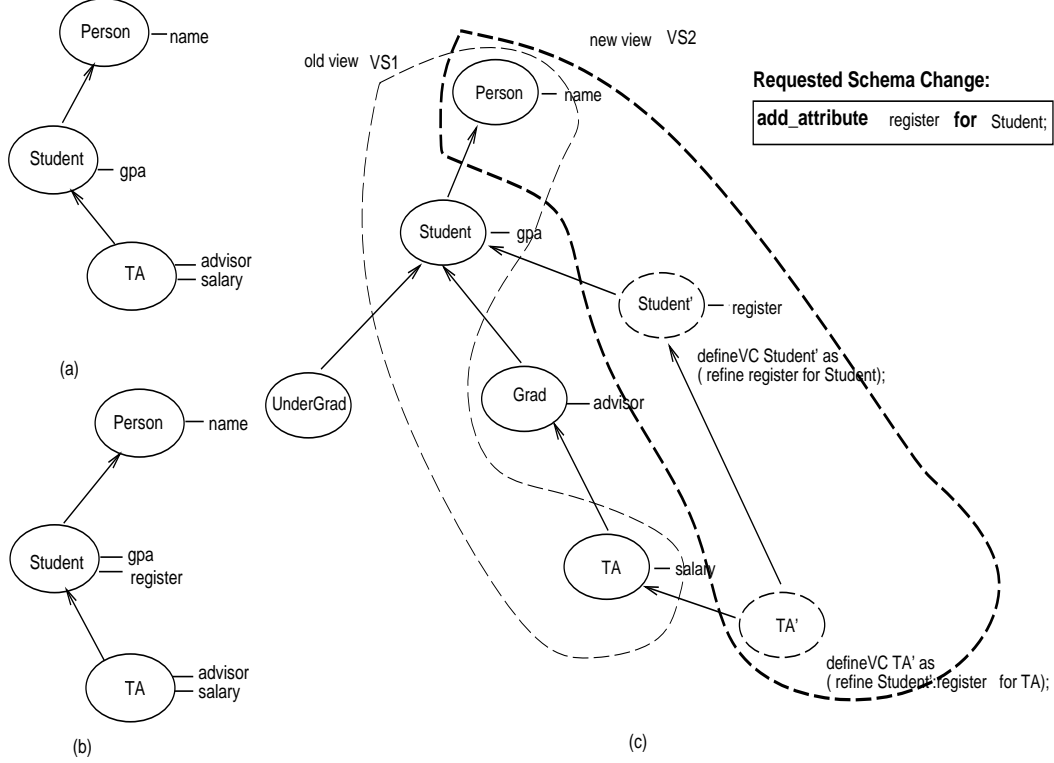 Person
name
Student
gpa
TA
advisor
salary
(a)
Person
name
Student
gpa
register
TA
advisor
salary
(b)
old view VS1
new view VS2
Requested Schema Change:
add_attribute register for Student;
Person
name
Student
gpa
Student'
register
defineVC Student' as
( refine register for Student);
UnderGrad
Grad
advisor
TA
salary
TA'
defineVC TA' as
( refine Student':register for TA);
(c)